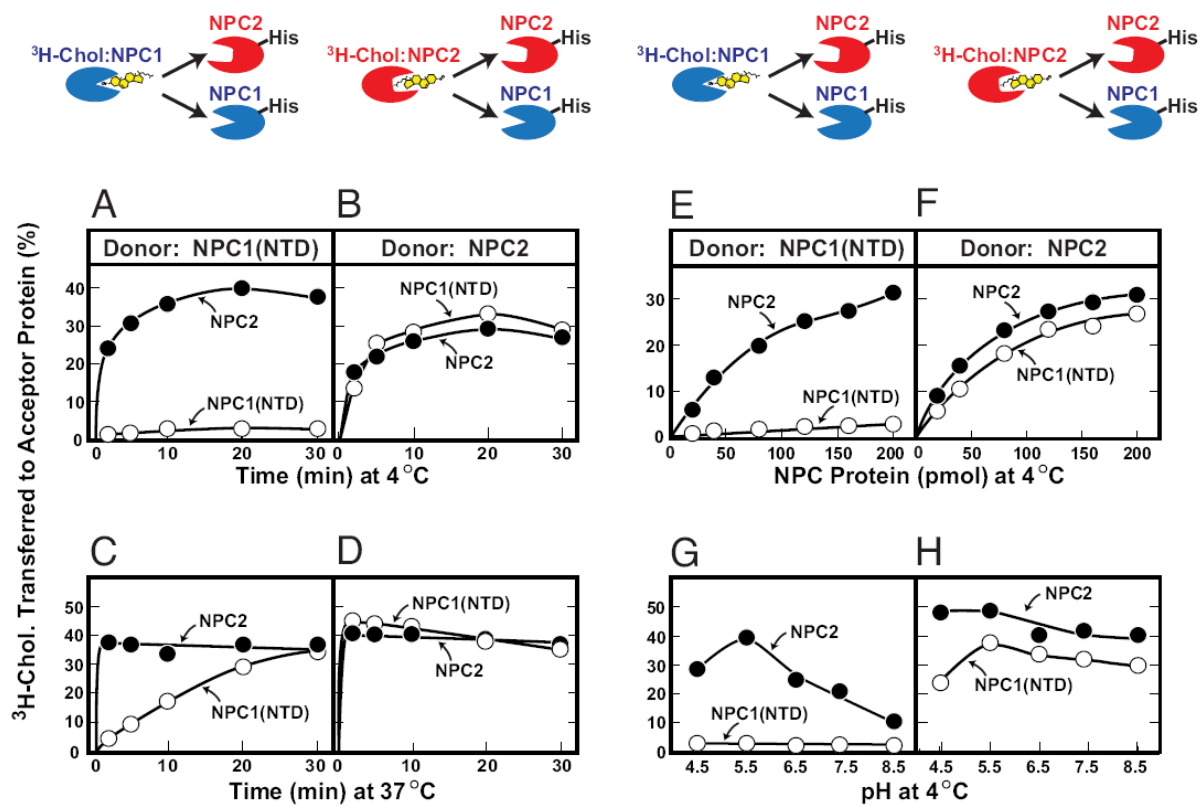 NPC2 NPC2 NPC2 NPC2
³H-Chol:NPC1 His ³H-Chol:NPC2 His ³H-Chol:NPC1 His ³H-Chol:NPC2 His
NPC1 NPC1 NPC1 NPC1
His His His His
³H-Chol. Transferred to Acceptor Protein (%)
A B E F
Donor: NPC1(NTD) Donor: NPC2 Donor: NPC1(NTD) Donor: NPC2
40
30
20
10
0
NPC2
NPC1(NTD)
NPC1(NTD)
NPC2
0 10 20 30 0 10 20 30
Time (min) at 4 °C
30
20
10
0
NPC2
NPC1(NTD)
NPC2
NPC1(NTD)
0 50 100 150 200 0 50 100 150 200
NPC Protein (pmol) at 4°C
C D G H
50
40
30
20
10
0
NPC2
NPC1(NTD)
NPC1(NTD)
NPC2
0 10 20 30 0 10 20 30
Time (min) at 37 °C
50
40
30
20
10
0
NPC2
NPC1(NTD)
NPC2
NPC1(NTD)
4.5 5.5 6.5 7.5 8.5 4.5 5.5 6.5 7.5 8.5
pH at 4°C